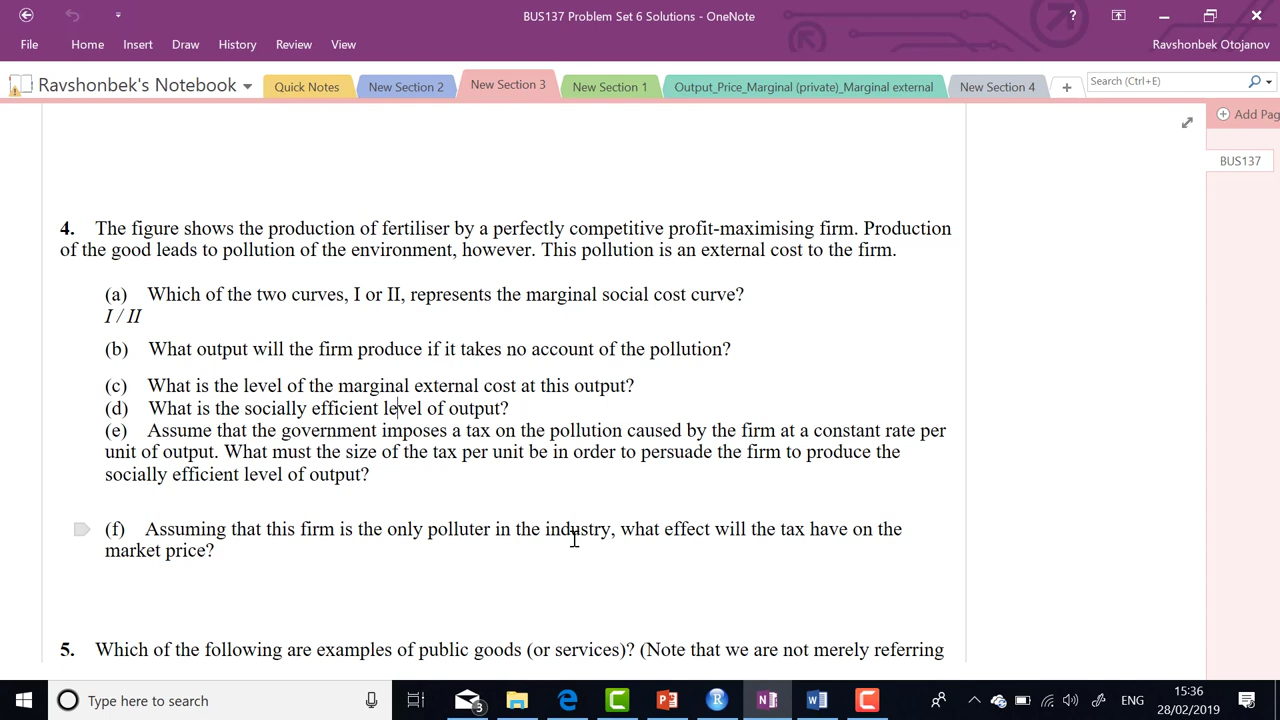 BUS137 Problem Set 6 Solutions - OneNote
?
File Home Insert Draw History Review View
Ravshonbek Otojanov
Ravshonbek's Notebook
Quick Notes
New Section 2
New Section 3
New Section 1
Output_Price_Marginal (private)_Marginal external
New Section 4
+
Search (Ctrl+E)
Add Pag
BUS137
4. The figure shows the production of fertiliser by a perfectly competitive profit-maximising firm. Production
of the good leads to pollution of the environment, however. This pollution is an external cost to the firm.
(a) Which of the two curves, I or II, represents the marginal social cost curve?
I / II
(b) What output will the firm produce if it takes no account of the pollution?
(c) What is the level of the marginal external cost at this output?
(d) What is the socially efficient level of output?
(e) Assume that the government imposes a tax on the pollution caused by the firm at a constant rate per
unit of output. What must the size of the tax per unit be in order to persuade the firm to produce the
socially efficient level of output?
(f) Assuming that this firm is the only polluter in the industry, what effect will the tax have on the
market price?
5. Which of the following are examples of public goods (or services)? (Note that we are not merely referring
Type here to search
3
ENG
15:36
28/02/2019